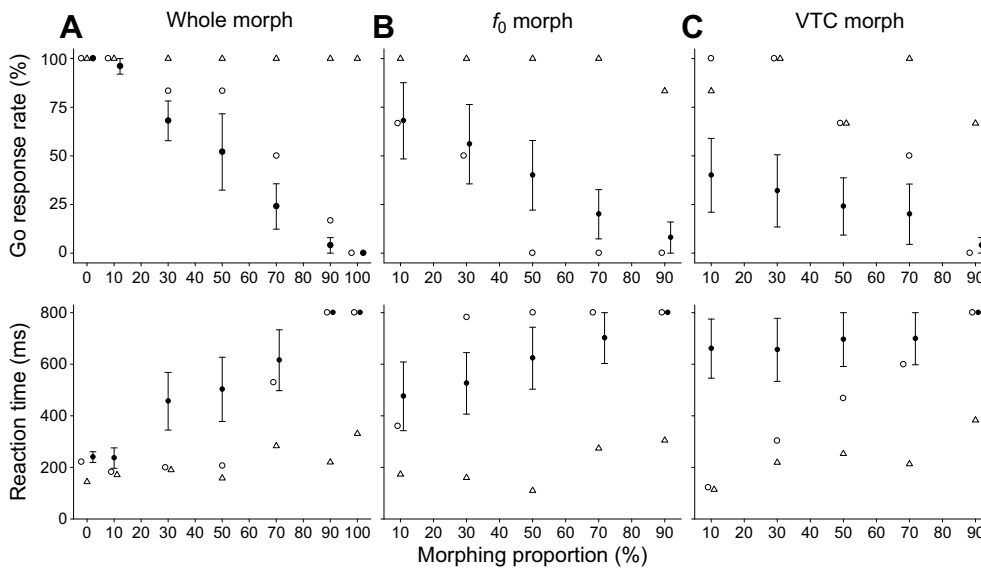 A Whole morph B f0 morph C VTC morph
Go response rate (%)
100
75
50
25
0
0 10 20 30 40 50 60 70 80 90 100
10 20 30 40 50 60 70 80 90
10 20 30 40 50 60 70 80 90
Reaction time (ms)
800
600
400
200
0
0 10 20 30 40 50 60 70 80 90 100
10 20 30 40 50 60 70 80 90
10 20 30 40 50 60 70 80 90
Morphing proportion (%)